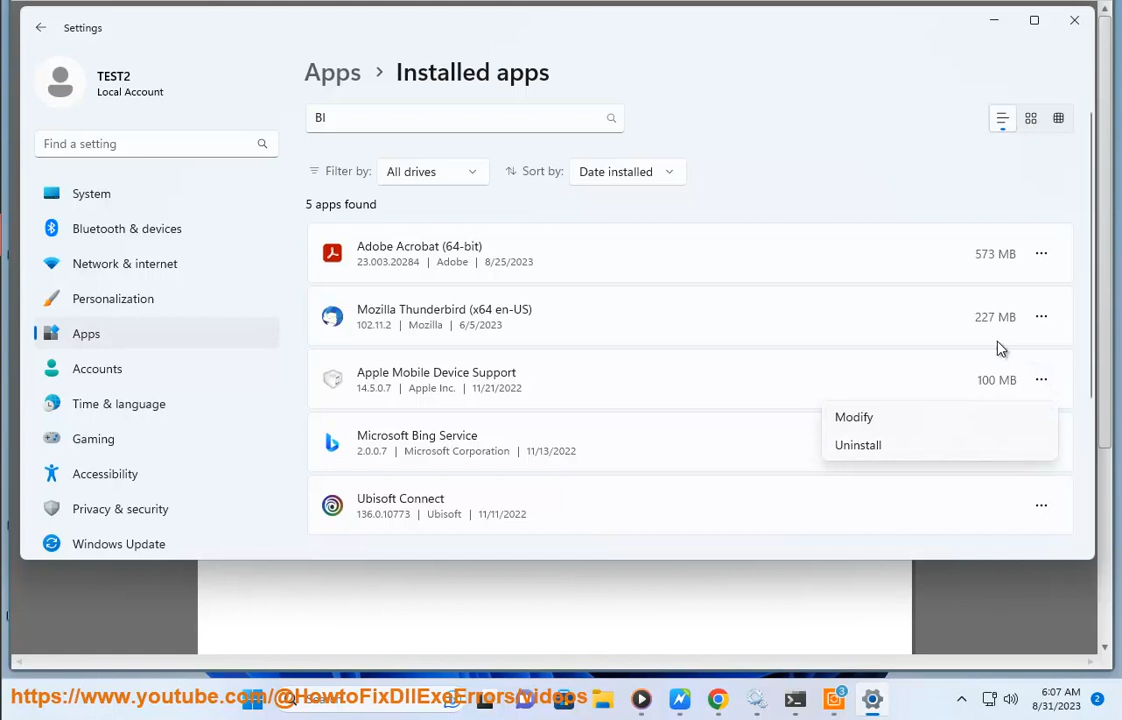 Settings
TEST2
Local Account
Find a setting
System
Bluetooth & devices
Network & internet
Personalization
Apps
Accounts
Time & language
Gaming
Accessibility
Privacy & security
Windows Update
Apps > Installed apps
BI
Filter by: All drives
Sort by: Date installed
5 apps found
Adobe Acrobat (64-bit)
23.003.20284 | Adobe | 8/25/2023
573 MB
Mozilla Thunderbird (x64 en-US)
102.11.2 | Mozilla | 6/5/2023
227 MB
Apple Mobile Device Support
14.5.0.7 | Apple Inc. | 11/21/2022
100 MB
Modify
Uninstall
Microsoft Bing Service
2.0.0.7 | Microsoft Corporation | 11/13/2022
Ubisoft Connect
136.0.10773 | Ubisoft | 11/11/2022
https://www.youtube.com/@HowtoFixDllExeErrors/videos
Search
3
6:07 AM
8/31/2023
2